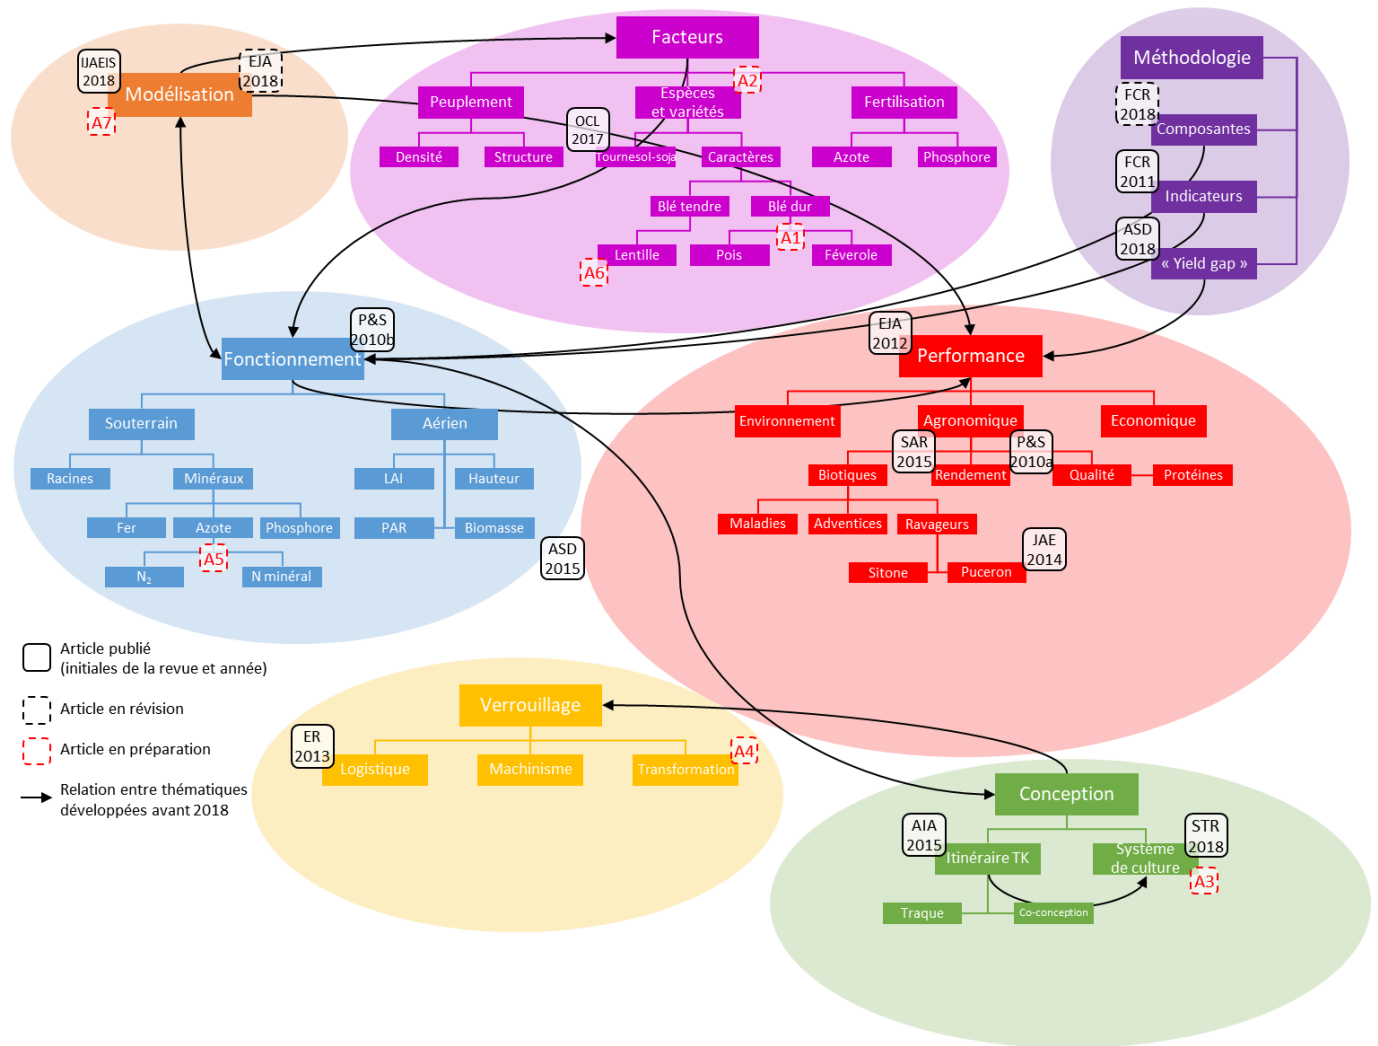 IJAEIS
2018
EJA
2018
Modélisation
A7
Facteurs
A2
Peuplement
Espèces
et variétés
Fertilisation
OCL
2017
Densité
Structure
Tournesol-soja
Caractères
Azote
Phosphore
Blé tendre
Blé dur
A1
Lentille
Pois
Féverole
A6
Méthodologie
FCR
2018
Composantes
FCR
2011
Indicateurs
ASD
2018
« Yield gap »
P&S
2010b
Fonctionnement
Souterrain
Aérien
Racines
Minéraux
LAI
Hauteur
Fer
Azote
Phosphore
PAR
Biomasse
A5
N₂
N minéral
ASD
2015
EJA
2012
Performance
Environnement
Agronomique
Economique
SAR
2015
P&S
2010a
Biotiques
Rendement
Qualité
Protéines
Maladies
Adventices
Ravageurs
JAE
2014
Sitone
Puceron
Article publié
(initiales de la revue et année)
Article en révision
Article en préparation
Relation entre thématiques
développées avant 2018
Verrouillage
ER
2013
A4
Logistique
Machinisme
Transformation
Conception
AIA
2015
STR
2018
Itinéraire TK
Système
de culture
A3
Traque
Co-conception